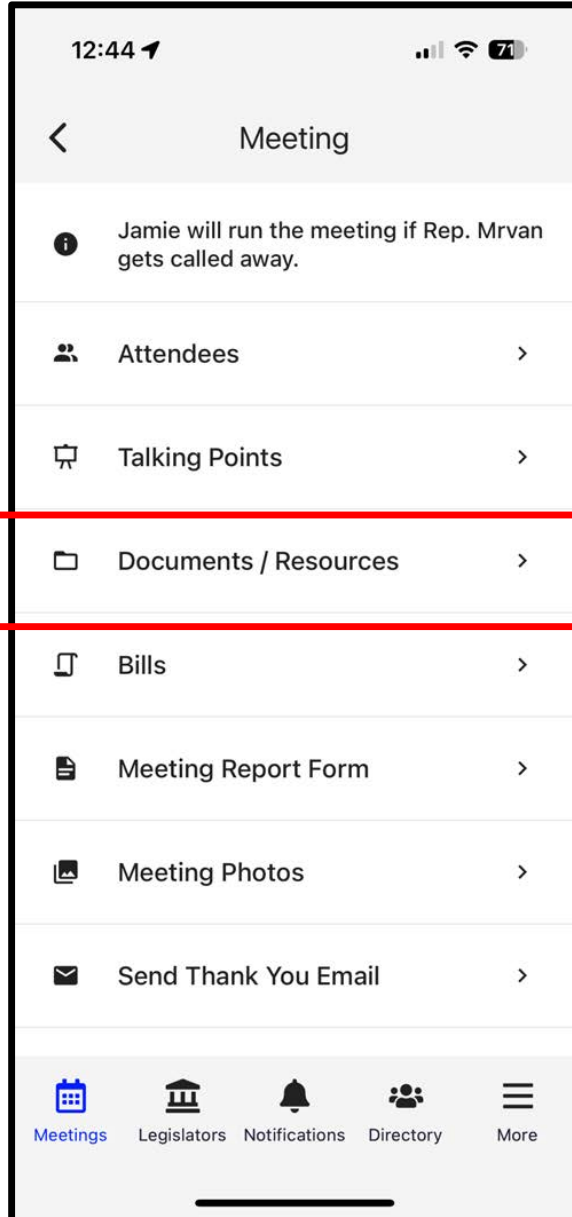 12:44
71
Meeting
Jamie will run the meeting if Rep. Mrvan
gets called away.
Attendees
Talking Points
Documents / Resources
Bills
Meeting Report Form
Meeting Photos
Send Thank You Email
Meetings Legislators Notifications Directory More